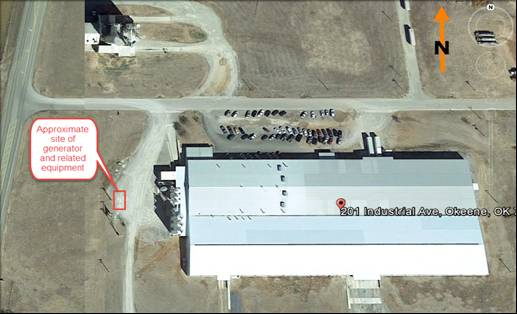 N
N
Approximate
site of
generator
and related
equipment
201 Industrial Ave, Okeene, OK